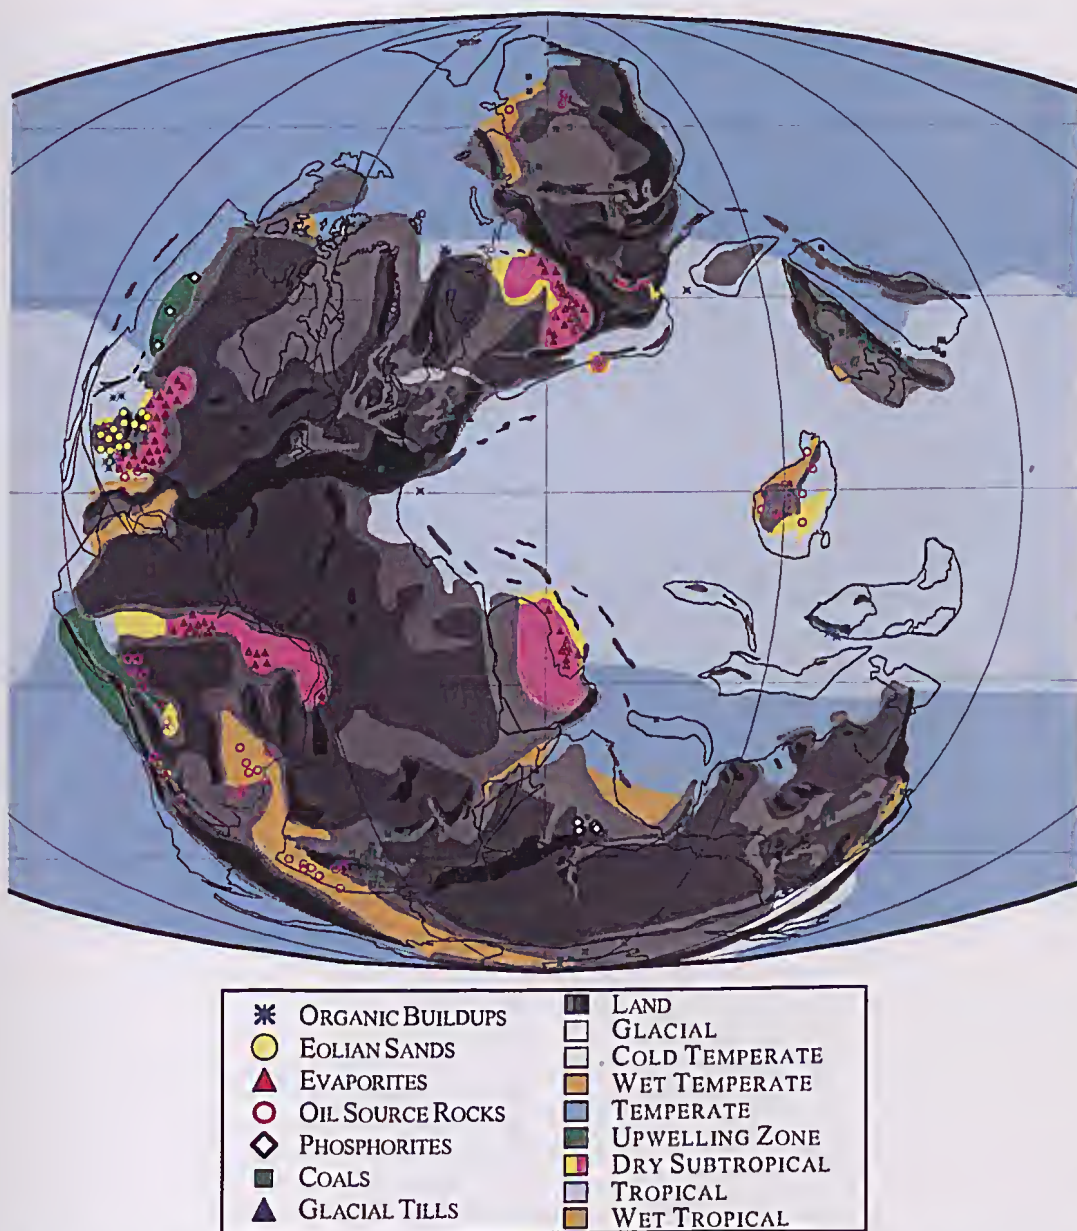 ORGANIC BUILDUPS
EOLIAN SANDS
EVAPORITES
OIL SOURCE ROCKS
PHOSPHORITES
COALS
GLACIAL TILLS
LAND
GLACIAL
COLD TEMPERATE
WET TEMPERATE
TEMPERATE
UPWELLING ZONE
DRY SUBTROPICAL
TROPICAL
WET TROPICAL